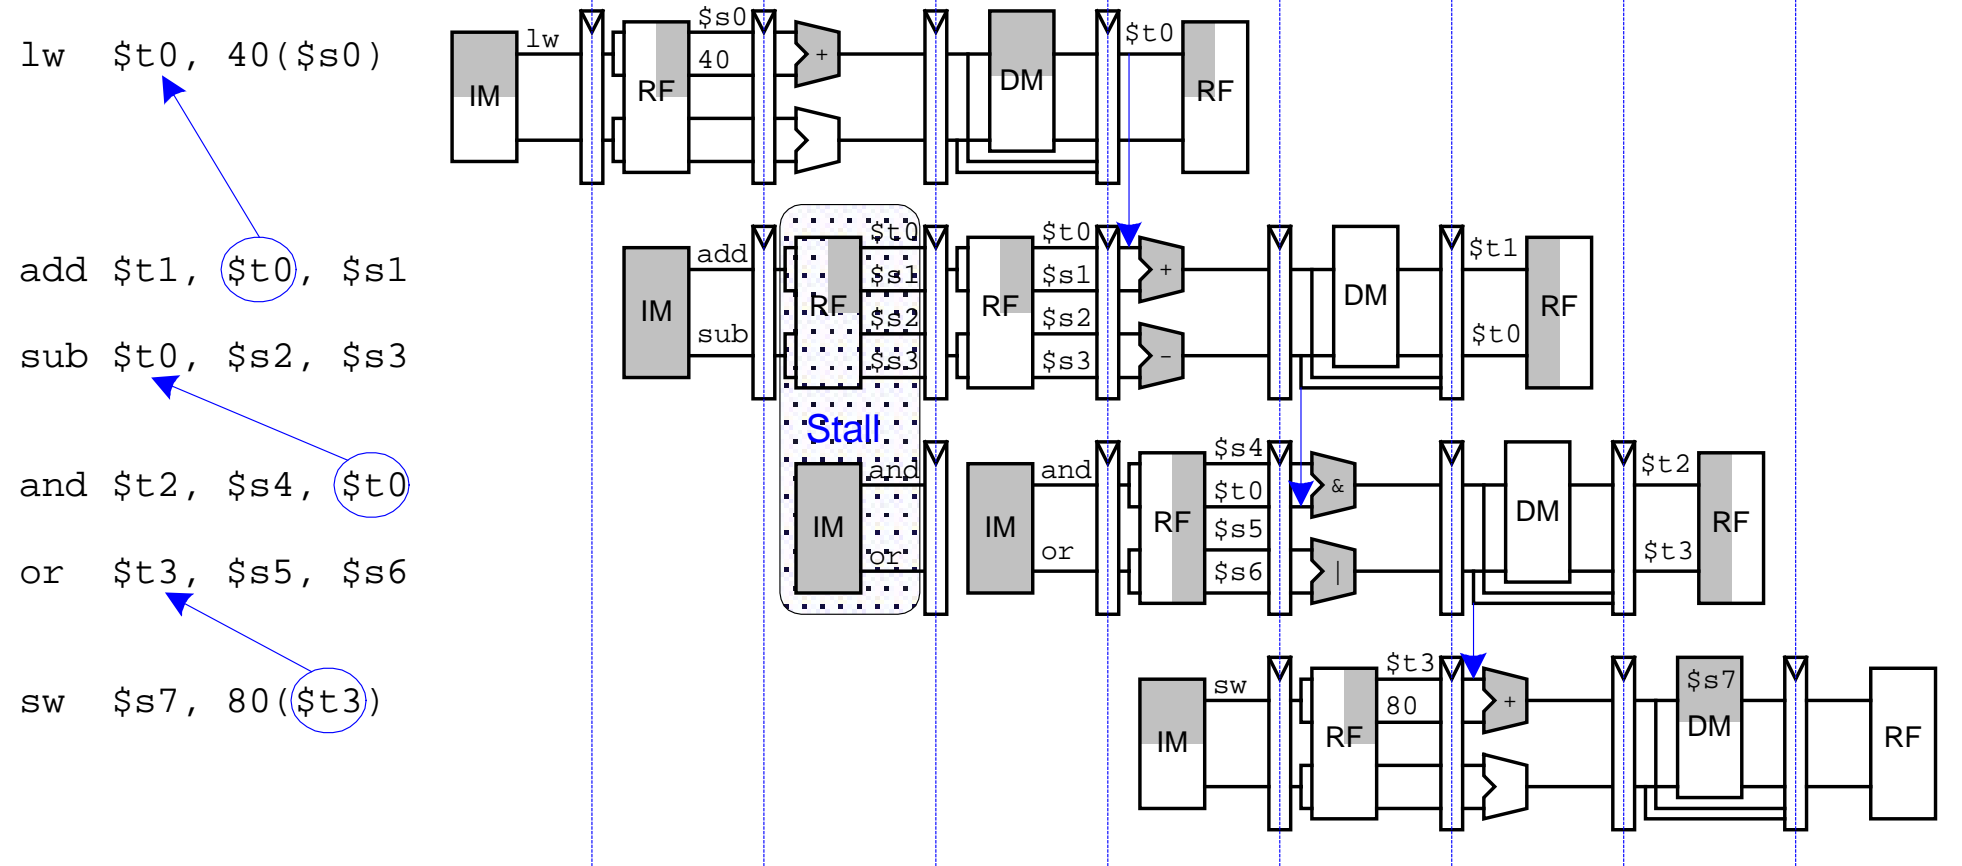 lw $t0, 40($s0)
add $t1, $t0, $s1
sub $t0, $s2, $s3
and $t2, $s4, $t0
or $t3, $s5, $s6
sw $s7, 80($t3)
IM
lw
RF
$s0
40
+
DM
$t0
RF
IM
add
sub
RF
$t0
$s1
$s2
$s3
RF
$t0
$s1
$s2
$s3
+
-
DM
$t1
$t0
RF
Stall
IM
and
or
IM
and
or
RF
$s4
$t0
$s5
$s6
&
|
DM
$t2
$t3
RF
IM
sw
RF
$t3
80
+
$s7
DM
RF